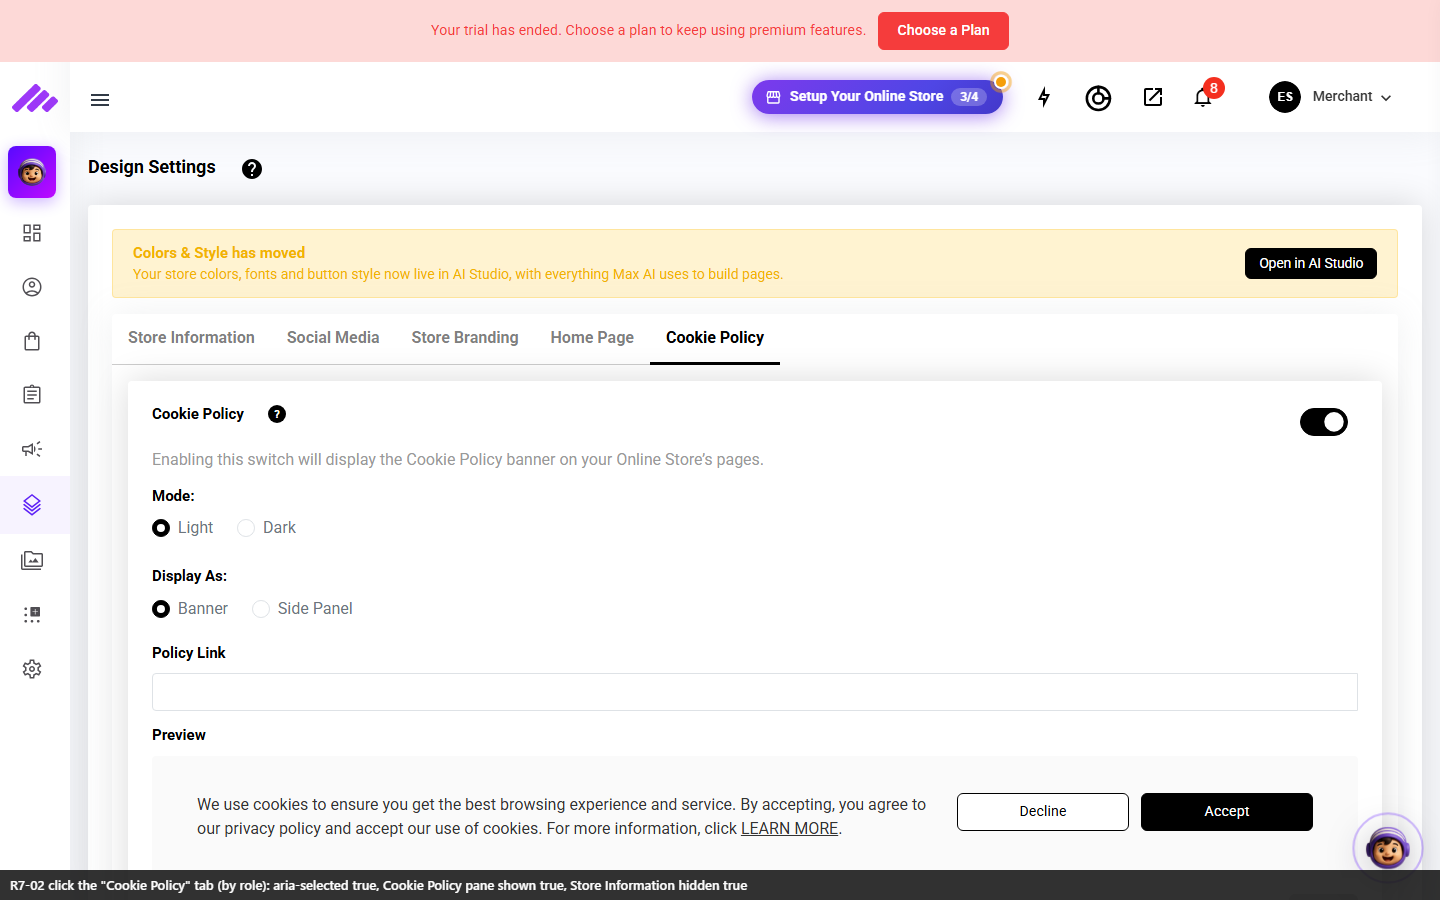 Your trial has ended. Choose a plan to keep using premium features.
Choose a Plan
Setup Your Online Store 3/4
8
ES
Merchant
Design Settings
?
Colors & Style has moved
Your store colors, fonts and button style now live in AI Studio, with everything Max AI uses to build pages.
Open in AI Studio
Store Information
Social Media
Store Branding
Home Page
Cookie Policy
Cookie Policy
?
Enabling this switch will display the Cookie Policy banner on your Online Store's pages.
Mode:
Light
Dark
Display As:
Banner
Side Panel
Policy Link
Preview
We use cookies to ensure you get the best browsing experience and service. By accepting, you agree to
our privacy policy and accept our use of cookies. For more information, click LEARN MORE.
Decline
Accept
R7-02 click the "Cookie Policy" tab (by role): aria-selected true, Cookie Policy pane shown true, Store Information hidden true